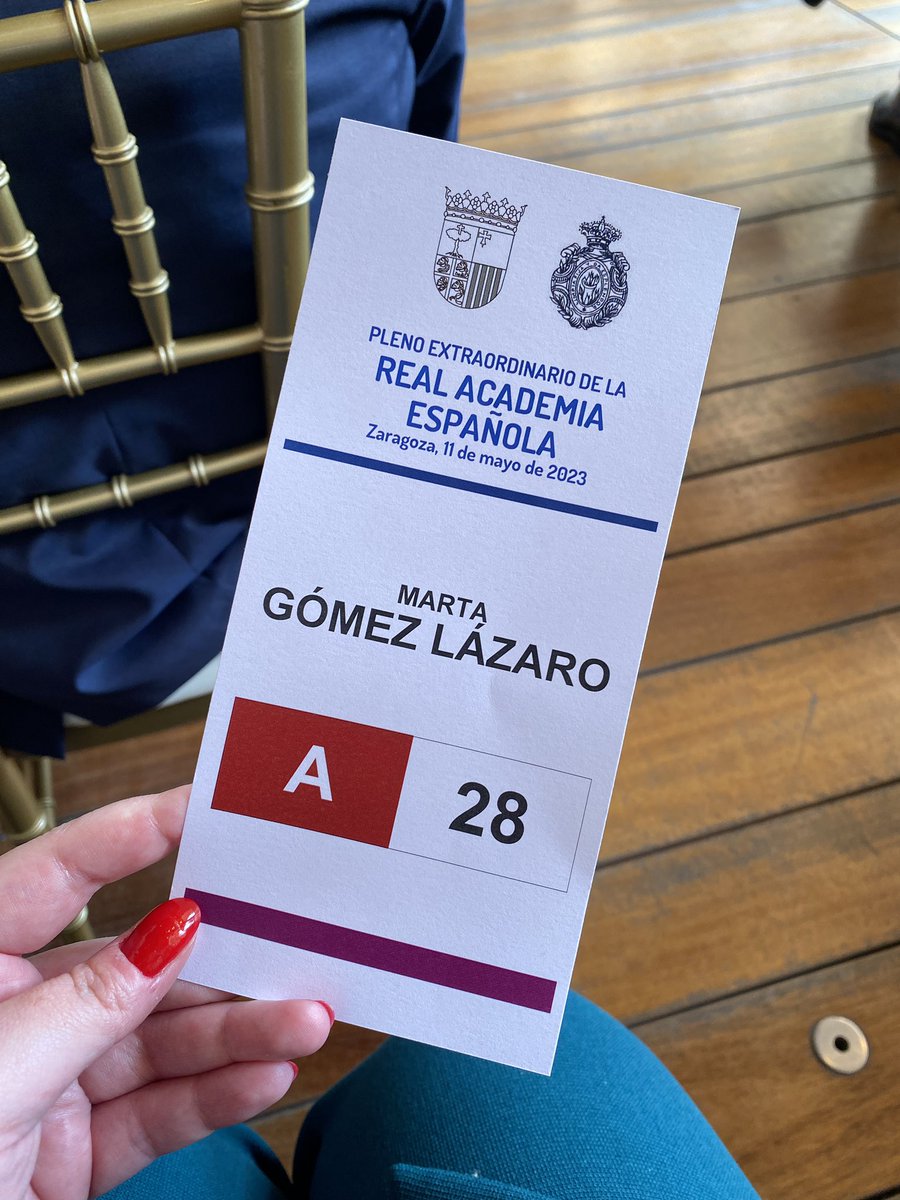 PLENO EXTRAORDINARIO DE LA
REAL ACADEMIA
ESPAÑOLA
Zaragoza, 11 de mayo de 2023
MARTA
GÓMEZ LÁZARO
A 28